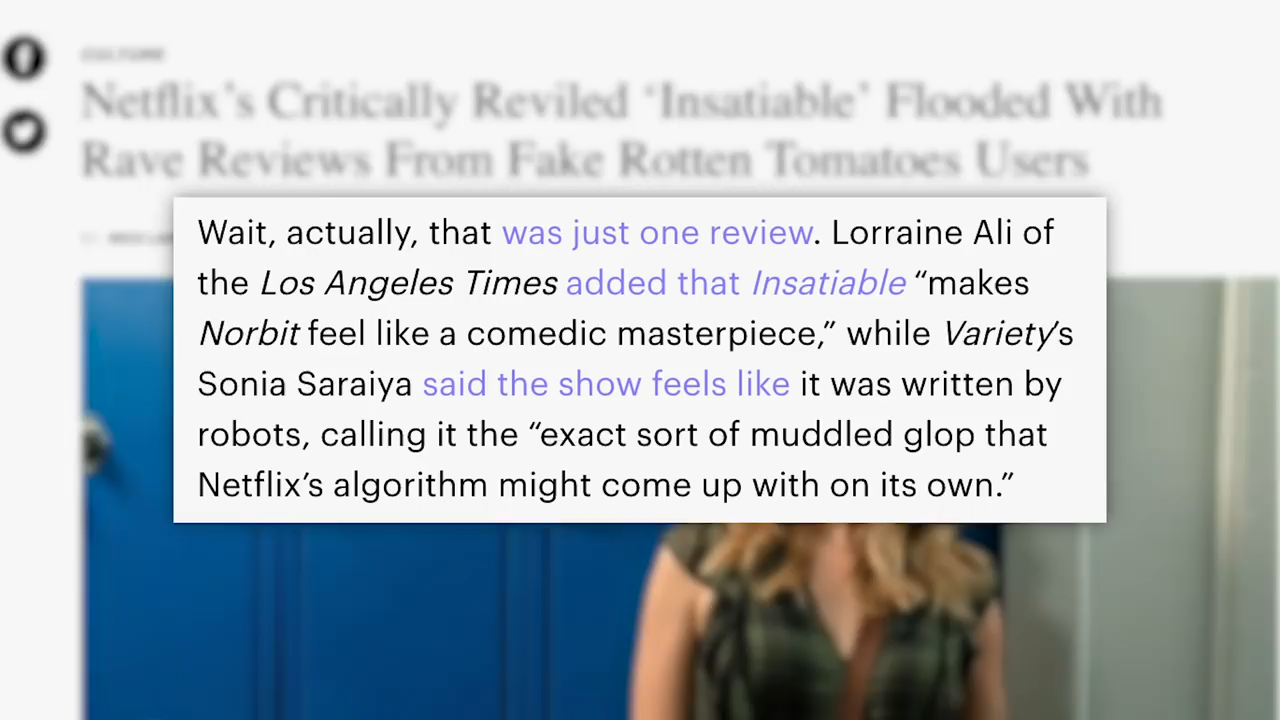 CULTURE
Netflix's Critically Reviled ‘Insatiable’ Flooded With
Rave Reviews From Fake Rotten Tomatoes Users
Wait, actually, that was just one review. Lorraine Ali of
the Los Angeles Times added that Insatiable “makes
Norbit feel like a comedic masterpiece,” while Variety’s
Sonia Saraiya said the show feels like it was written by
robots, calling it the “exact sort of muddled glop that
Netflix’s algorithm might come up with on its own.”